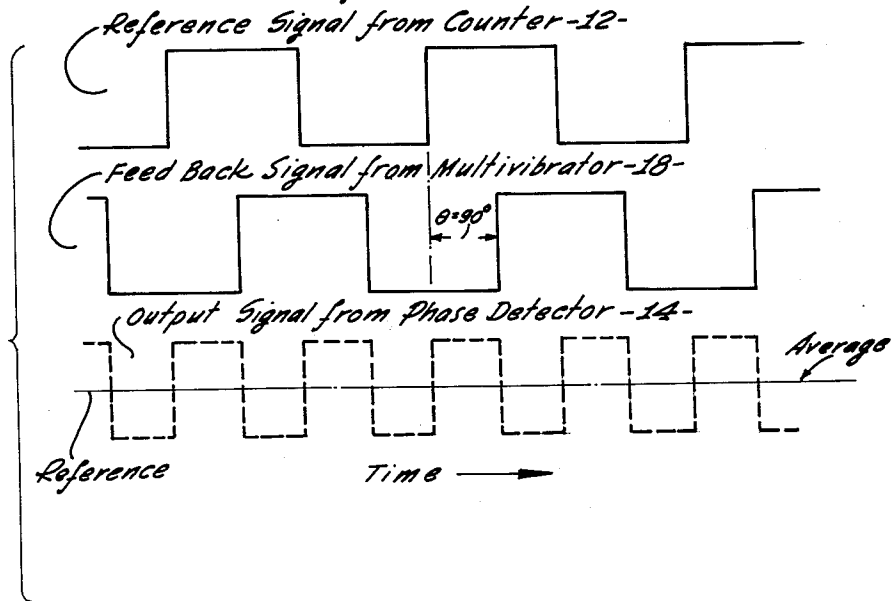 Reference Signal from Counter -12-
Feed Back Signal from Multivibrator -18-
θ=90°
Output Signal from Phase Detector -14-
Average
Reference
Time